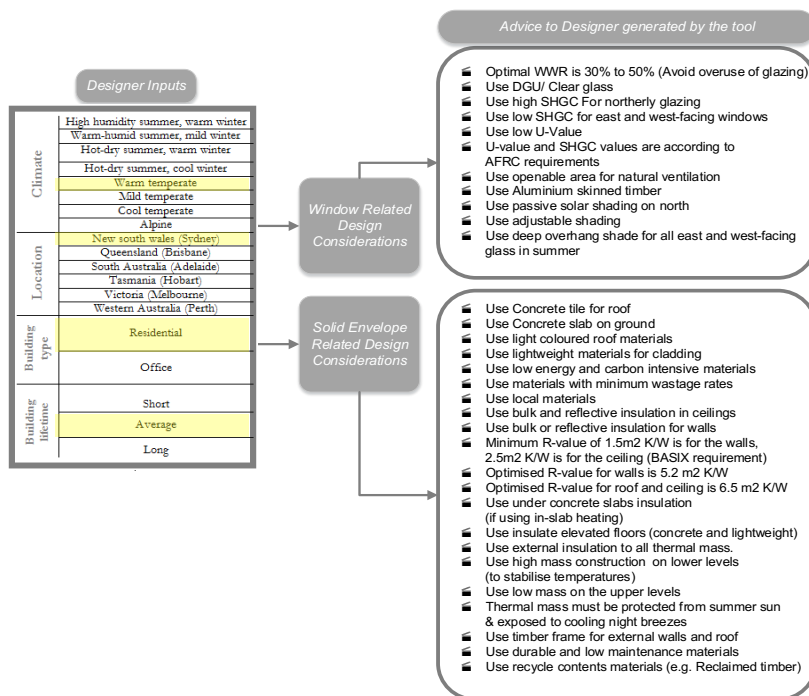 Advice to Designer generated by the tool
Designer Inputs
Climate
High humidity summer, warm winter
Warm-humid summer, mild winter
Hot-dry summer, warm winter
Hot-dry summer, cool winter
Warm temperate
Mild temperate
Cool temperate
Alpine
Location
New south wales (Sydney)
Queensland (Brisbane)
South Australia (Adelaide)
Tasmania (Hobart)
Victoria (Melbourne)
Western Australia (Perth)
Building
type
Residential
Office
Building
lifetime
Short
Average
Long
Window Related
Design
Considerations
Solid Envelope
Related Design
Considerations
Optimal WWR is 30% to 50% (Avoid overuse of glazing)
Use DGU/ Clear glass
Use high SHGC For northerly glazing
Use low SHGC for east and west-facing windows
Use low U-Value
U-value and SHGC values are according to
AFRC requirements
Use openable area for natural ventilation
Use Aluminium skinned timber
Use passive solar shading on north
Use adjustable shading
Use deep overhang shade for all east and west-facing
glass in summer
Use Concrete tile for roof
Use Concrete slab on ground
Use light coloured roof materials
Use lightweight materials for cladding
Use low energy and carbon intensive materials
Use materials with minimum wastage rates
Use local materials
Use bulk and reflective insulation in ceilings
Use bulk or reflective insulation for walls
Minimum R-value of 1.5m2 K/W is for the walls,
2.5m2 K/W is for the ceiling (BASIX requirement)
Optimised R-value for walls is 5.2 m2 K/W
Optimised R-value for roof and ceiling is 6.5 m2 K/W
Use under concrete slabs insulation
(if using in-slab heating)
Use insulate elevated floors (concrete and lightweight)
Use external insulation to all thermal mass.
Use high mass construction on lower levels
(to stabilise temperatures)
Use low mass on the upper levels
Thermal mass must be protected from summer sun
& exposed to cooling night breezes
Use timber frame for external walls and roof
Use durable and low maintenance materials
Use recycle contents materials (e.g. Reclaimed timber)